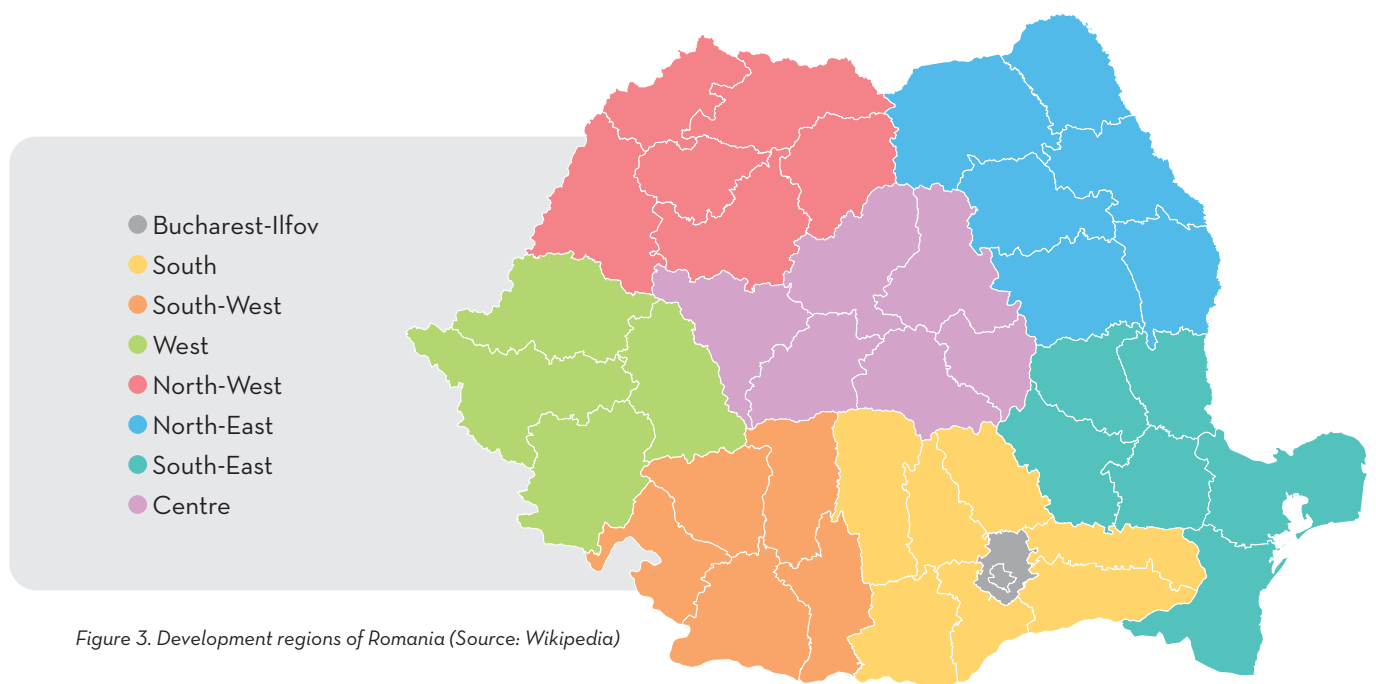 Bucharest-Ilfov
South
South-West
West
North-West
North-East
South-East
Centre
Figure 3. Development regions of Romania (Source: Wikipedia)